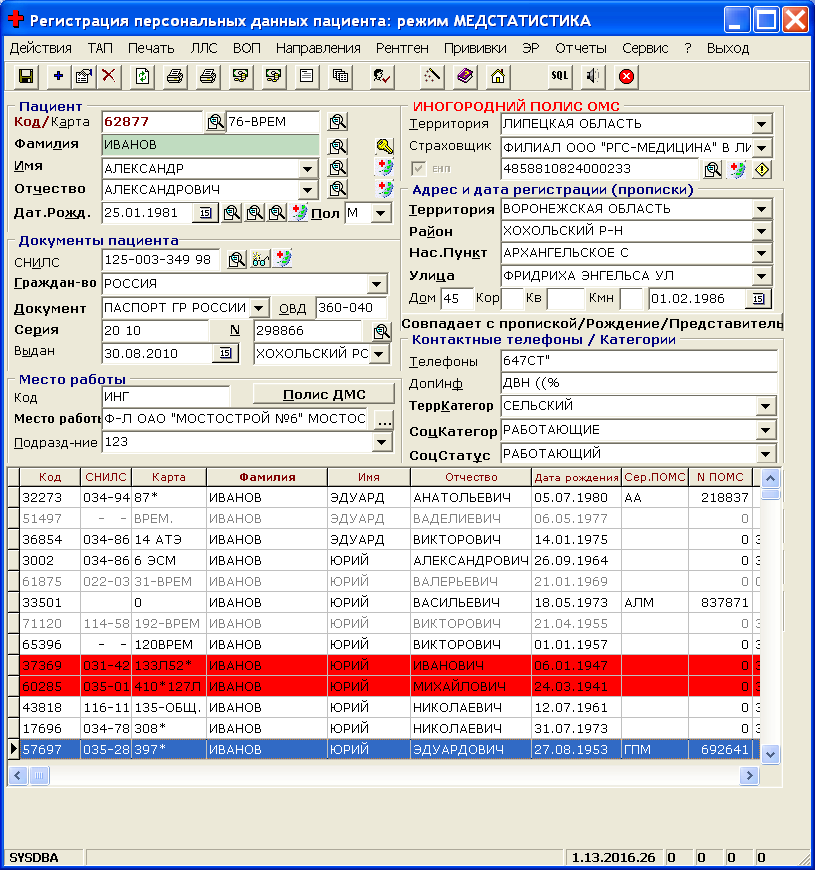 Регистрация персональных данных пациента: режим МЕДСТАТИСТИКА
Действия ТАП Печать ЛЛС ВОП Направления Рентген Прививки ЭР Отчеты Сервис ? Выход
SQL
Пациент
Код/Карта 62877 76-ВРЕМ
Фамилия ИВАНОВ
Имя АЛЕКСАНДР
Отчество АЛЕКСАНДРОВИЧ
Дат.Рожд. 25.01.1981 15 Пол М
Документы пациента
СНИЛС 125-003-349 98
Граждан-во РОССИЯ
Документ ПАСПОРТ ГР РОССИИ ОВД 360-040
Серия 20 10 N 298866
Выдан 30.08.2010 15 ХОХОЛЬСКИЙ РС
Место работы
Код ИНГ Полис ДМС
Место работы Ф-Л ОАО "МОСТОСТРОЙ №6" МОСТОС ...
Подразд-ние 123
ИНОГОРОДНИЙ ПОЛИС ОМС
Территория ЛИПЕЦКАЯ ОБЛАСТЬ
Страховщик ФИЛИАЛ ООО "РГС-МЕДИЦИНА" В ЛИ
ЕНП 4858810824000233
Адрес и дата регистрации (прописки)
Территория ВОРОНЕЖСКАЯ ОБЛАСТЬ
Район ХОХОЛЬСКИЙ Р-Н
Нас.Пункт АРХАНГЕЛЬСКОЕ С
Улица ФРИДРИХА ЭНГЕЛЬСА УЛ
Дом 45 Кор Кв Кмн 01.02.1986 15
Совпадает с пропиской/Рождение/Представитель
Контактные телефоны / Категории
Телефоны 647СТ"
ДопИнф ДВН ((%
ТеррКатегор СЕЛЬСКИЙ
СоцКатегор РАБОТАЮЩИЕ
СоцСтатус РАБОТАЮЩИЙ
Код СНИЛС Карта Фамилия Имя Отчество Дата рождения Сер.ПОМС N ПОМС
32273 034-94 87* ИВАНОВ ЭДУАРД АНАТОЛЬЕВИЧ 05.07.1980 АА 218837
51497 - - ВРЕМ. ИВАНОВ ЭДУАРД ВАДЕЛИЕВИЧ 06.05.1977 0
36854 034-86 14 АТЭ ИВАНОВ ЭДУАРД ВИКТОРОВИЧ 14.01.1975 0 3
3002 034-86 6 ЭСМ ИВАНОВ ЮРИЙ АЛЕКСАНДРОВИЧ 26.09.1964 0 3
61875 022-03 31-ВРЕМ ИВАНОВ ЮРИЙ ВАЛЕРЬЕВИЧ 21.01.1969 0 0
33501 0 ИВАНОВ ЮРИЙ ВАСИЛЬЕВИЧ 18.05.1973 АЛМ 837871
71120 114-58 192-ВРЕМ ИВАНОВ ЮРИЙ ВИКТОРОВИЧ 21.04.1955 0 3
65396 - - 120ВРЕМ ИВАНОВ ЮРИЙ ВИКТОРОВИЧ 01.01.1957 0 3
37369 031-42 133Л52* ИВАНОВ ЮРИЙ ИВАНОВИЧ 06.01.1947 0 3
60285 035-01 410*127Л ИВАНОВ ЮРИЙ МИХАЙЛОВИЧ 24.03.1941 0 3
43818 116-11 135-ОБЩ. ИВАНОВ ЮРИЙ НИКОЛАЕВИЧ 12.07.1961 0 3
17696 034-78 308* ИВАНОВ ЮРИЙ НИКОЛАЕВИЧ 31.07.1973 0 3
57697 035-28 397* ИВАНОВ ЮРИЙ ЭДУАРДОВИЧ 27.08.1953 ГПМ 692641
SYSDBA 1.13.2016.26 0 0 0 0